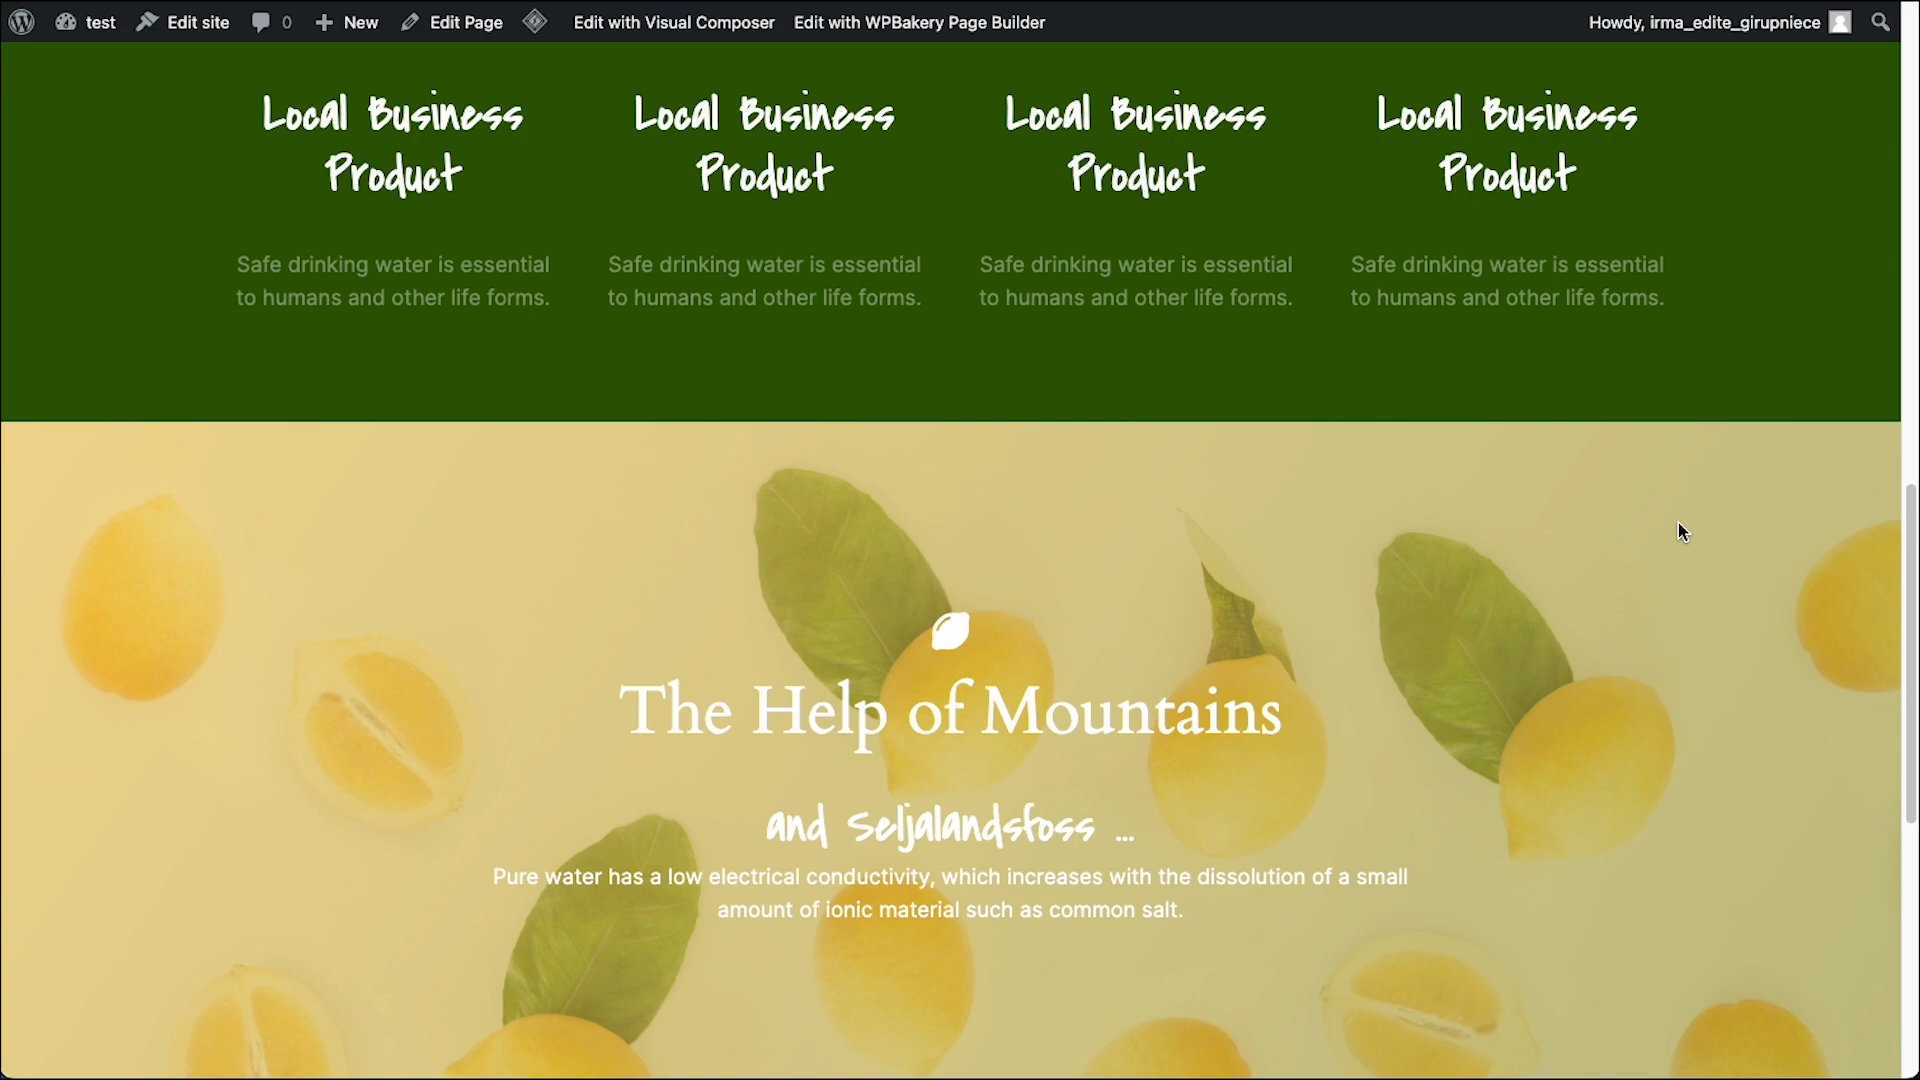 test Edit site 0 New Edit Page Edit with Visual Composer Edit with WPBakery Page Builder Howdy, irma_edite_girupniece
Local Business
Product
Safe drinking water is essential
to humans and other life forms.
Local Business
Product
Safe drinking water is essential
to humans and other life forms.
Local Business
Product
Safe drinking water is essential
to humans and other life forms.
Local Business
Product
Safe drinking water is essential
to humans and other life forms.
The Help of Mountains
and Seljalandsfoss ...
Pure water has a low electrical conductivity, which increases with the dissolution of a small
amount of ionic material such as common salt.